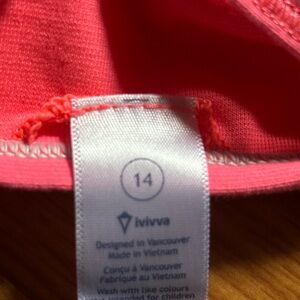 14
ivivva
Designed in Vancouver
Made in Vietnam
Conçu à Vancouver
Fabriqué au Vietnam
Wash with like colours